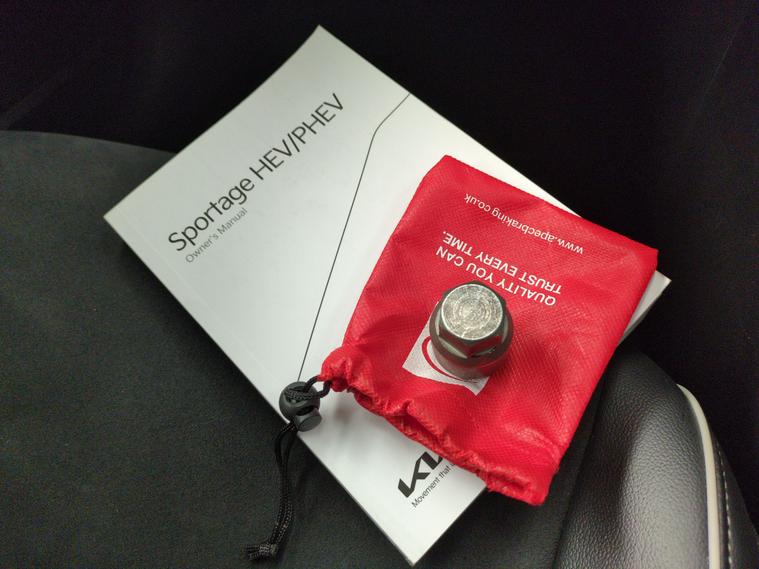 Sportage HEV/PHEV
Owner's Manual
www.apecbraking.co.uk
QUALITY YOU CAN
TRUST EVERY TIME.
Movement that